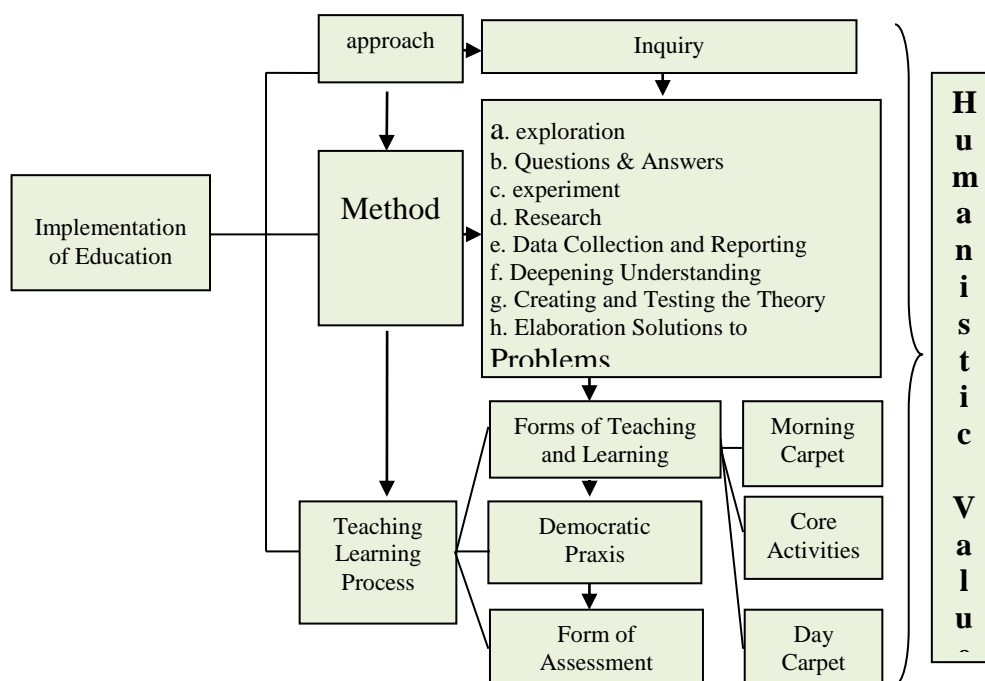 approach
Inquiry
Implementation
of Education
Method
a. exploration
b. Questions & Answers
c. experiment
d. Research
e. Data Collection and Reporting
f. Deepening Understanding
g. Creating and Testing the Theory
h. Elaboration Solutions to
Problems
Teaching
Learning
Process
Forms of Teaching
and Learning
Democratic
Praxis
Form of
Assessment
Morning
Carpet
Core
Activities
Day
Carpet
Humanistic
Valu